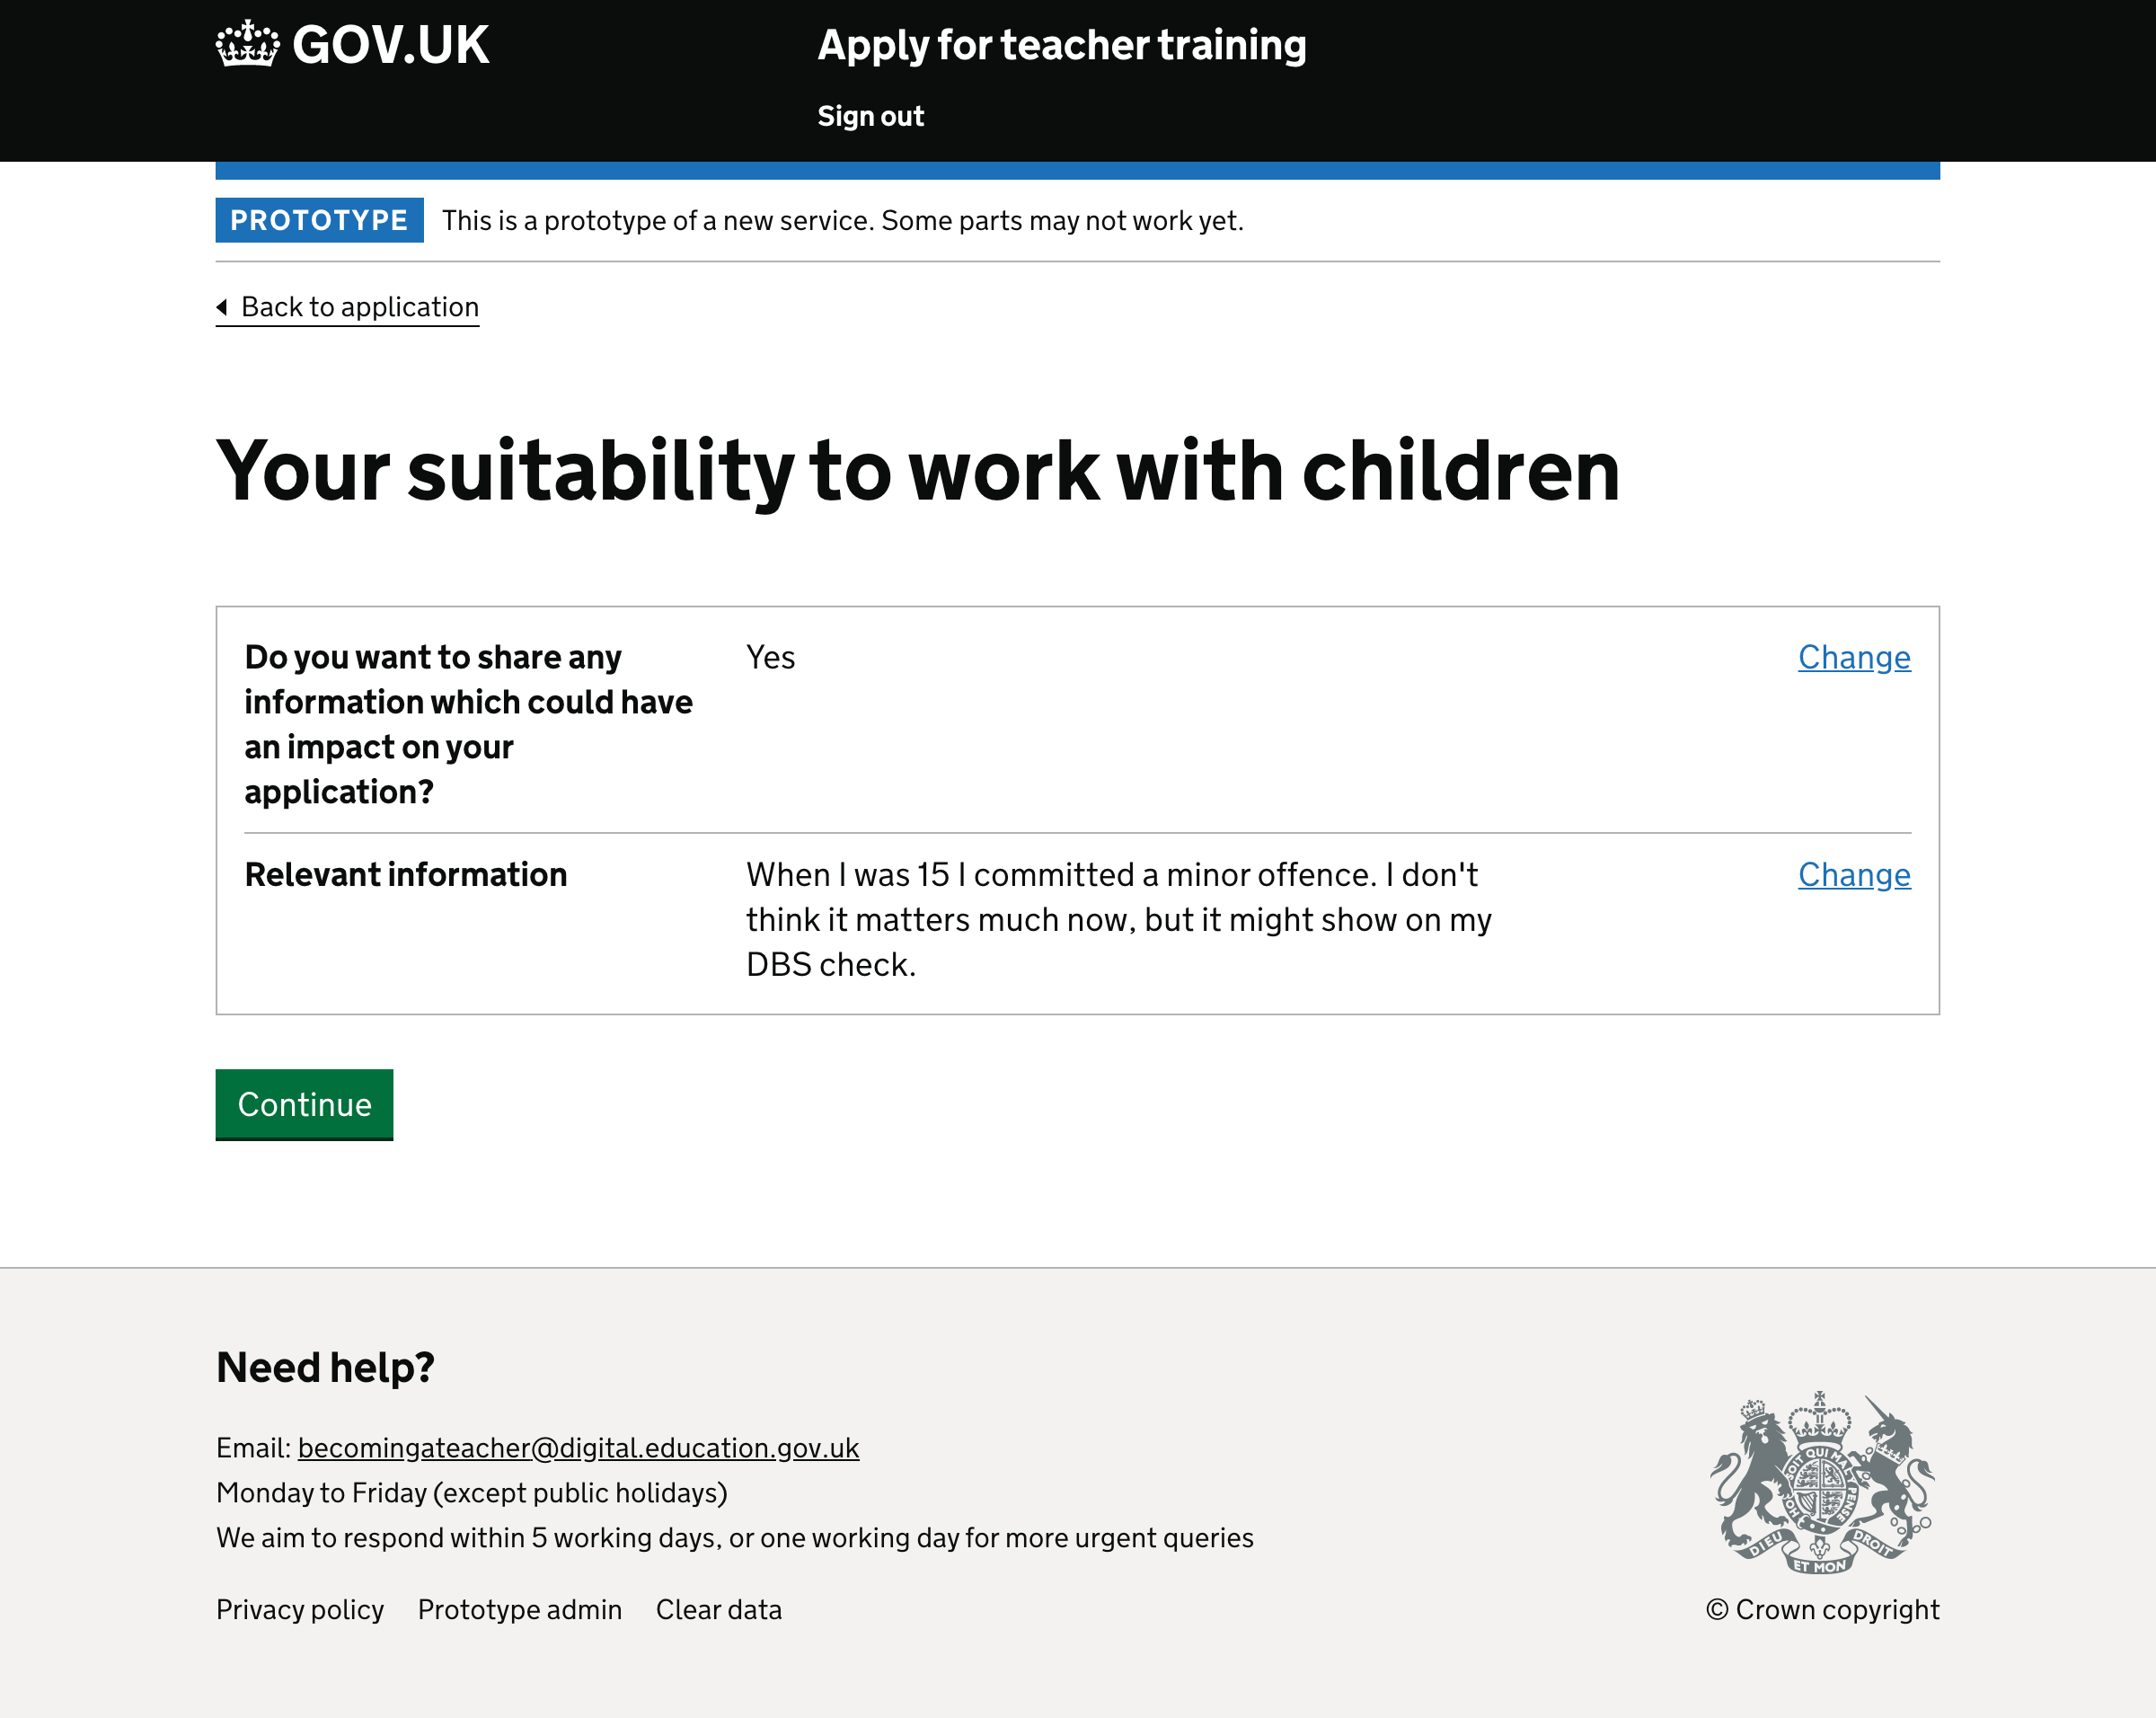 GOV.UK
Apply for teacher training
Sign out
PROTOTYPE This is a prototype of a new service. Some parts may not work yet.
Back to application
Your suitability to work with children
Do you want to share any
information which could have
an impact on your
application?
Yes
Change
Relevant information
When I was 15 I committed a minor offence. I don't
think it matters much now, but it might show on my
DBS check.
Change
Continue
Need help?
Email: becomingateacher@digital.education.gov.uk
Monday to Friday (except public holidays)
We aim to respond within 5 working days, or one working day for more urgent queries
Privacy policy Prototype admin Clear data
SOIT QUI MAL Y PENSE
DIEU ET MON DROIT
© Crown copyright